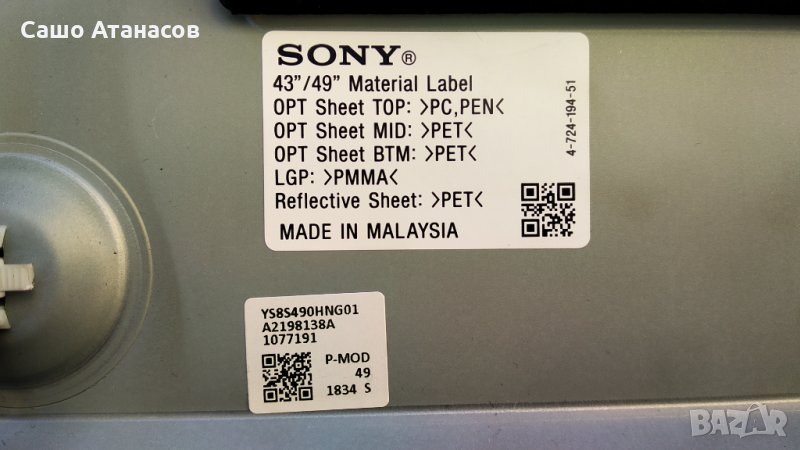 Сашо Атанасов
SONY®
43”/49” Material Label
OPT Sheet TOP: >PC,PEN<
OPT Sheet MID: >PET<
OPT Sheet BTM: >PET<
LGP: >PMMA<
Reflective Sheet: >PET<
MADE IN MALAYSIA
4-724-194-51
YS8S490HNG01
A2198138A
1077191
P-MOD
49
1834 S
BAZAR